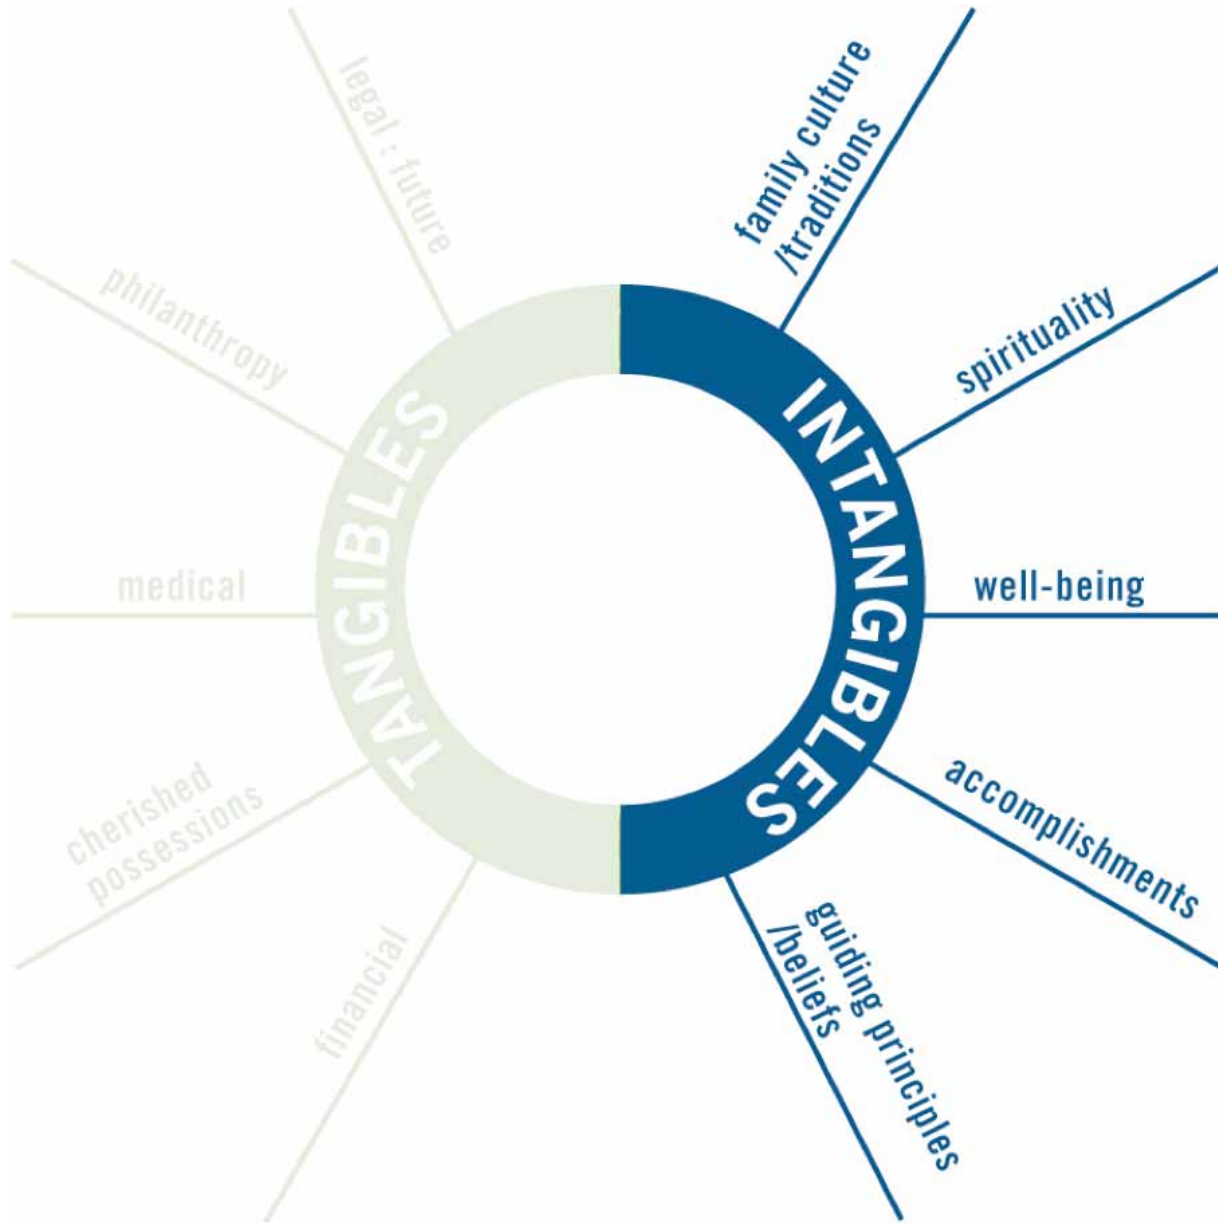 legal : future
philanthropy
medical
cherished
possessions
financial
TANGIBLES
INTANGIBLES
family culture
/traditions
spirituality
well-being
accomplishments
guiding principles
/beliefs